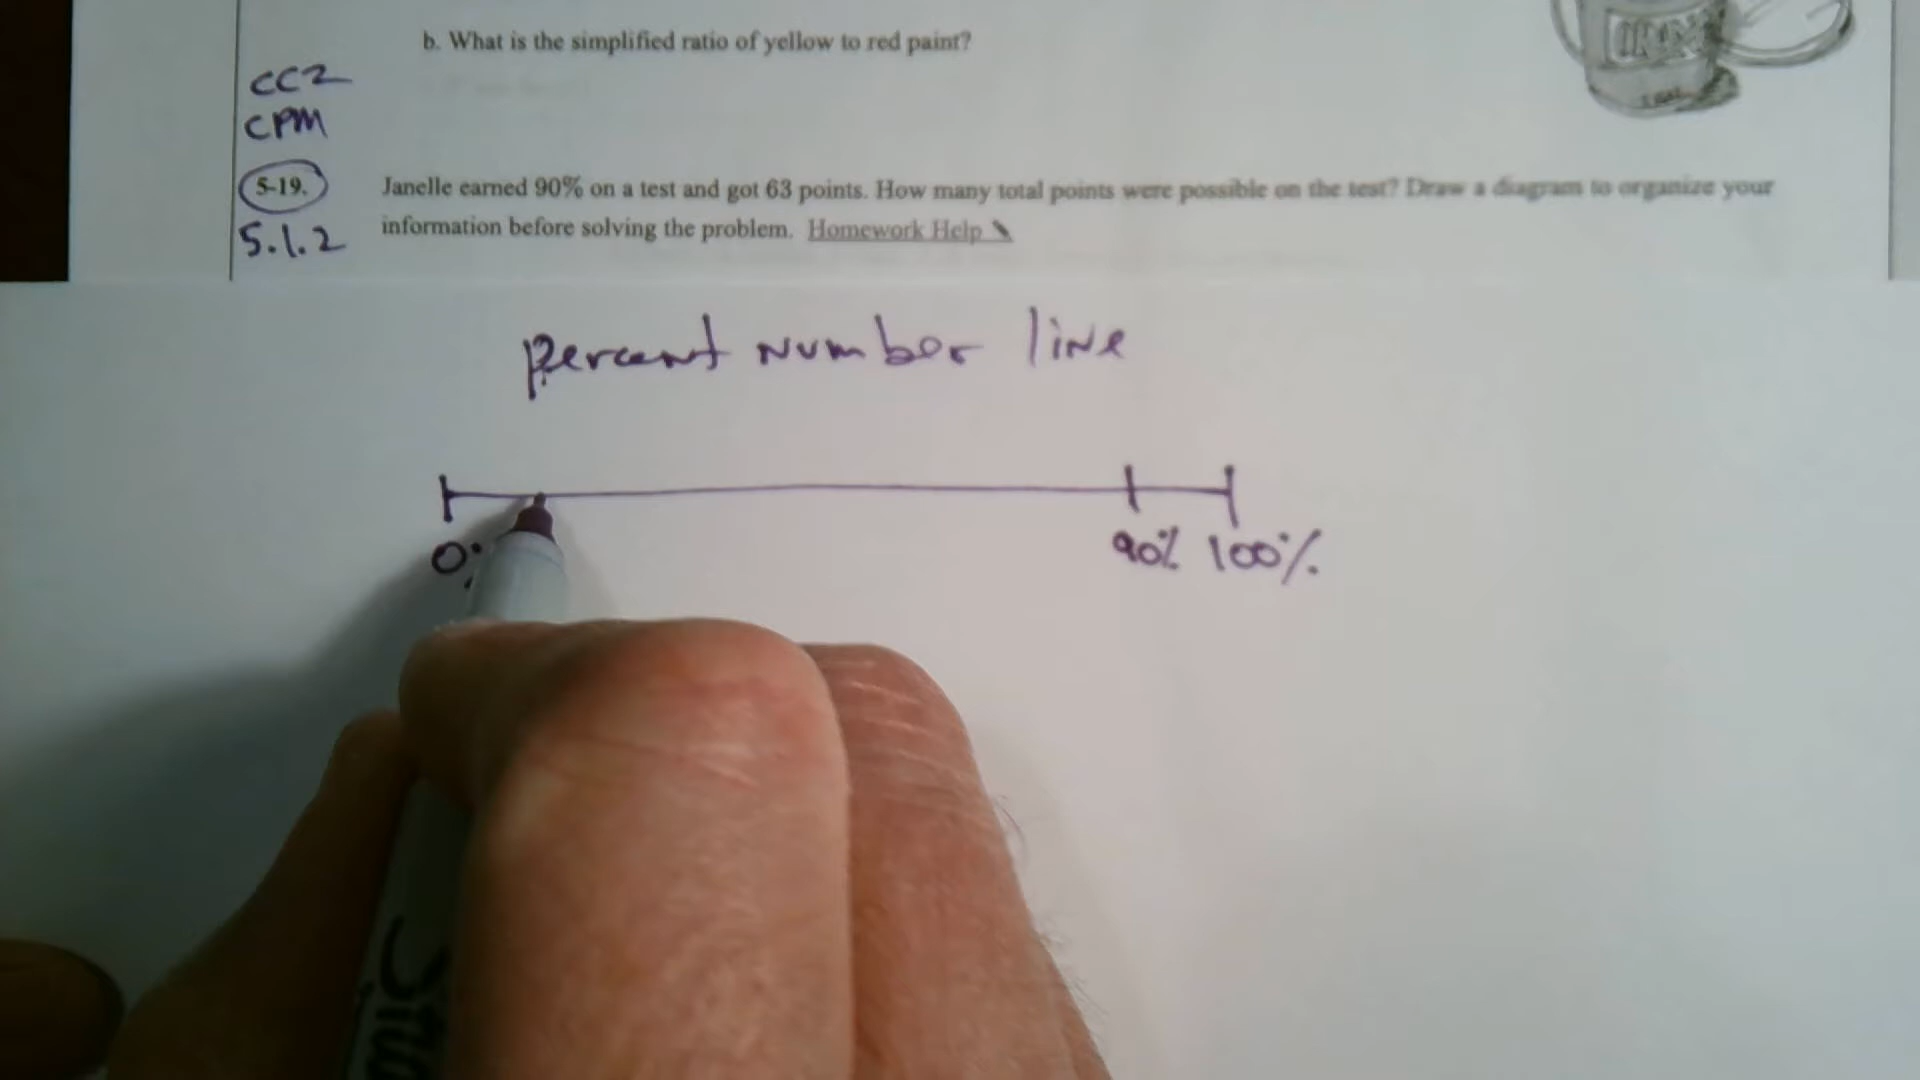 b. What is the simplified ratio of yellow to red paint?
CC2
CPM
5-19.
Janelle earned 90% on a test and got 63 points. How many total points were possible on the test? Draw a diagram to organize your
information before solving the problem. Homework Help
5.1.2
percent number line
0%
90% 100%